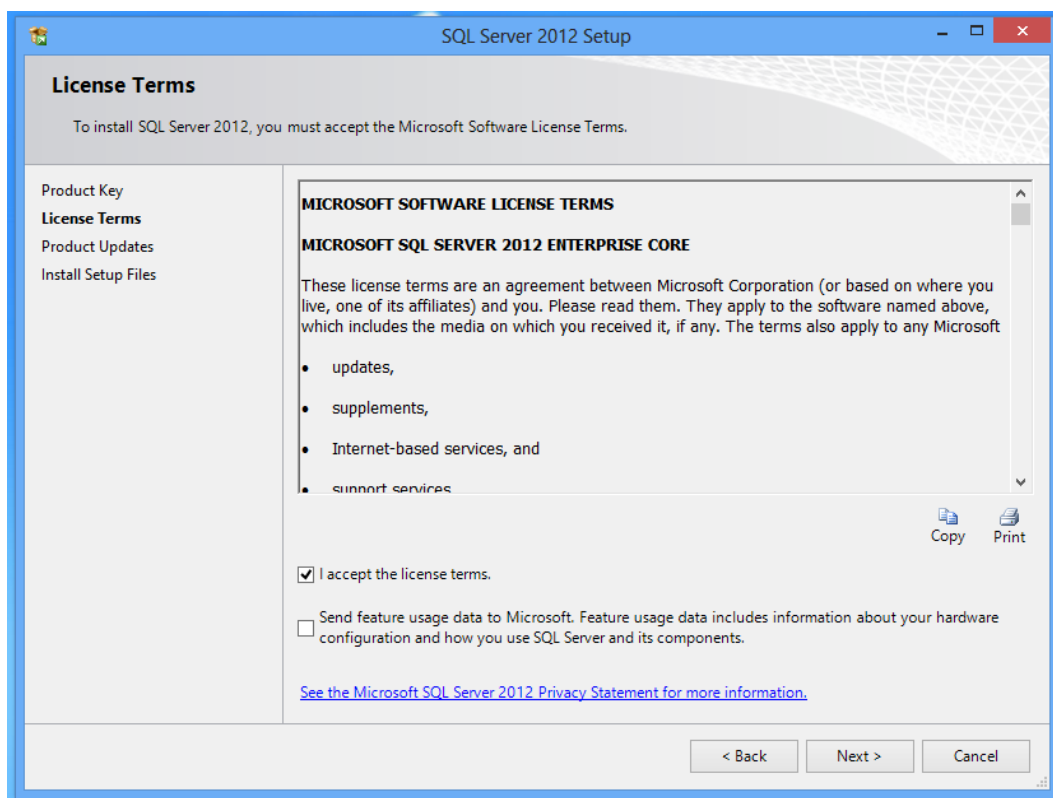 SQL Server 2012 Setup
License Terms
To install SQL Server 2012, you must accept the Microsoft Software License Terms.
Product Key
License Terms
Product Updates
Install Setup Files
MICROSOFT SOFTWARE LICENSE TERMS
MICROSOFT SQL SERVER 2012 ENTERPRISE CORE
These license terms are an agreement between Microsoft Corporation (or based on where you
live, one of its affiliates) and you. Please read them. They apply to the software named above,
which includes the media on which you received it, if any. The terms also apply to any Microsoft
• updates,
• supplements,
• Internet-based services, and
• support services
Copy Print
I accept the license terms.
Send feature usage data to Microsoft. Feature usage data includes information about your hardware
configuration and how you use SQL Server and its components.
See the Microsoft SQL Server 2012 Privacy Statement for more information.
< Back Next > Cancel